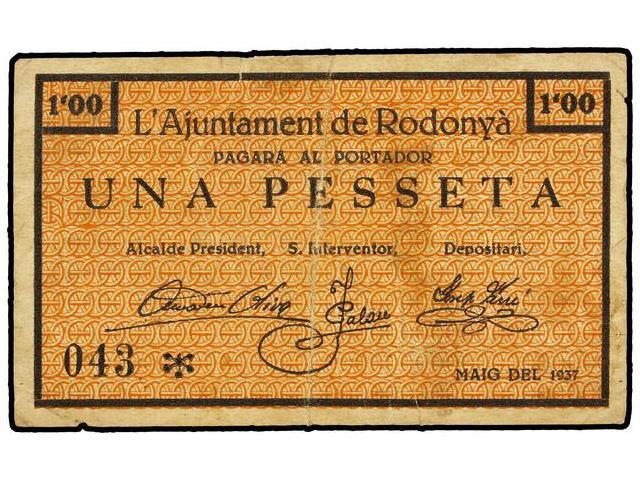 1'00 1'00
L'Ajuntament de Rodonyà
PAGARÀ AL PORTADOR
UNA PESSETA
Alcalde President, S. Interventor, Depositari,
J. Palau
043 *
MAIG DEL 1937